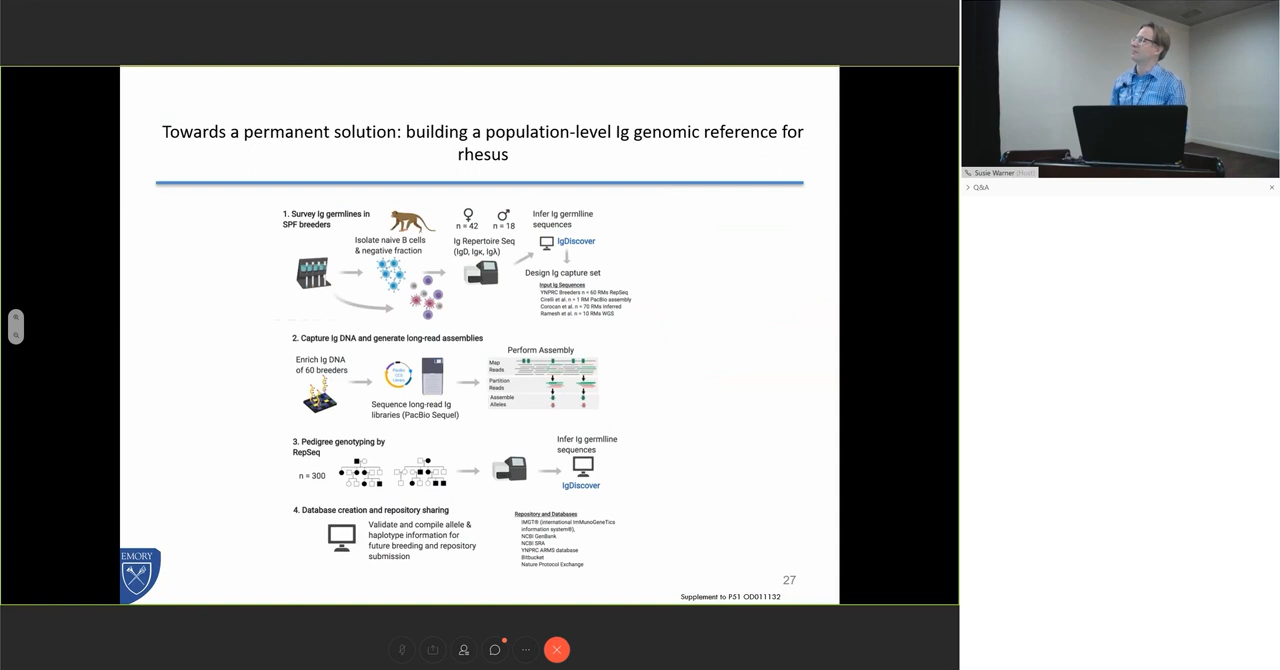 Towards a permanent solution: building a population-level Ig genomic reference for
rhesus
1. Survey Ig germlines in
SPF breeders
n = 42
n = 18
Infer Ig germlline
sequences
IgDiscover
Isolate naive B cells
& negative fraction
Ig Repertoire Seq
(IgD, Igκ, Igλ)
Design Ig capture set
Input Ig Sequences
YNPRC Breeders n = 60 RMs RepSeq
Cirelli et al. n = 1 RM PacBio assembly
Corocan et al. n = 70 RMs Inferred
Ramesh et al. n = 10 RMs WGS
2. Capture Ig DNA and generate long-read assemblies
Enrich Ig DNA
of 60 breeders
Sequence long-read Ig
libraries (PacBio Sequel)
Perform Assembly
Map
Reads
Partition
Reads
Assemble
Alleles
3. Pedigree genotyping by
RepSeq
n = 300
Infer Ig germlline
sequences
IgDiscover
4. Database creation and repository sharing
Validate and compile allele &
haplotype information for
future breeding and repository
submission
Repository and Databases
IMGT® (international ImMunoGeneTics
information system®),
NCBI GenBank
NCBI SRA
YNPRC ARMS database
Bitbucket
Nature Protocol Exchange
EMORY
27
Supplement to P51 OD011132
Susie Warner (Host)
Q&A